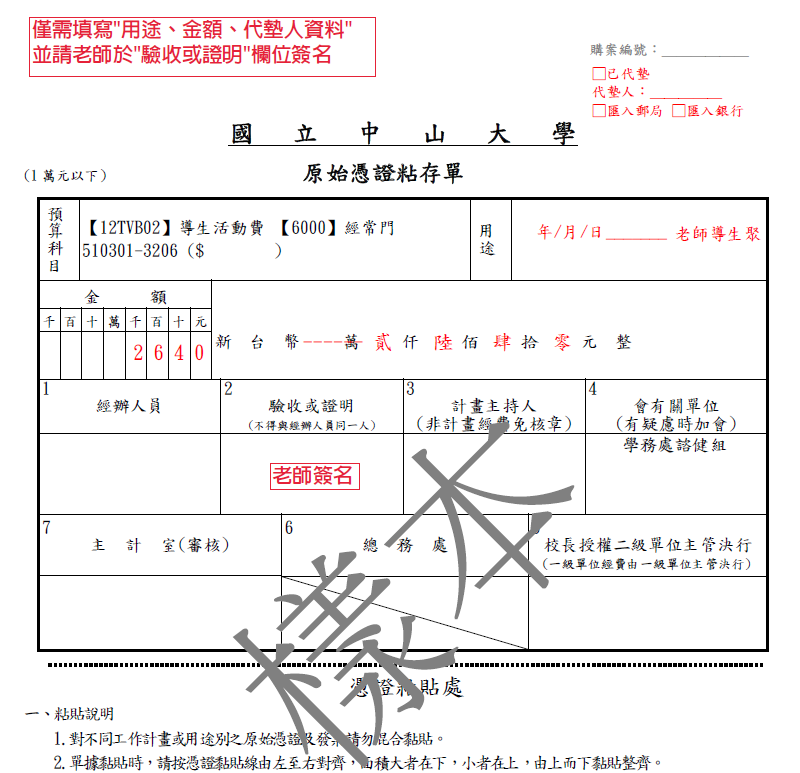 僅需填寫"用途、金額、代墊人資料"
並請老師於"驗收或證明"欄位簽名
購案編號：__________
□已代墊
代墊人：________
□匯入郵局 □匯入銀行
國立中山大學
（1 萬元以下）
原始憑證粘存單
預算科目
【12TVB02】導生活動費 【6000】經常門
510301-3206 ($ )
用途
年/月/日_______ 老師導生聚
金額
千 百 十 萬 千 百 十 元
2 6 4 0
新台幣----萬貳仟陸佰肆拾零元整
1
經辦人員
2
驗收或證明
(不得與經辦人員同一人)
3
計畫主持人
(非計畫經費免核章)
4
會有關單位
(有疑慮時加會)
老師簽名
學務處諮健組
7
主計室(審核)
6
總務處
校長授權二級單位主管決行
(一級單位經費由一級單位主管決行)
樣本
憑證粘貼處
一、粘貼說明
1.對不同工作計畫或用途別之原始憑證及發票請勿混合黏貼。
2.單據黏貼時，請按憑證黏貼線由左至右對齊，面積大者在下，小者在上，由上而下黏貼整齊。